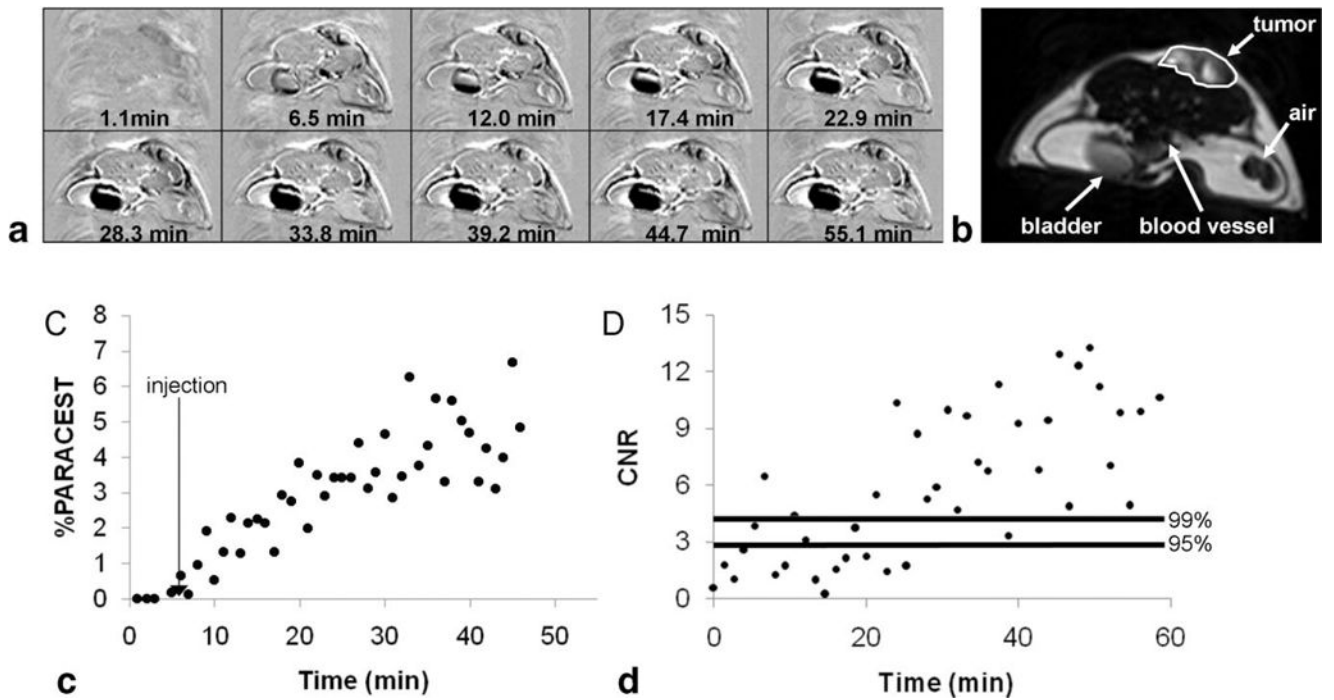 1.1min 6.5 min 12.0 min 17.4 min 22.9 min
28.3 min 33.8 min 39.2 min 44.7 min 55.1 min
a
tumor
air
bladder
blood vessel
b
C
8
7
6
5
4
3
2
1
0
%PARACEST
injection
0 10 20 30 40 50
Time (min)
c
D
15
12
9
6
3
0
CNR
99%
95%
0 20 40 60
Time (min)
d